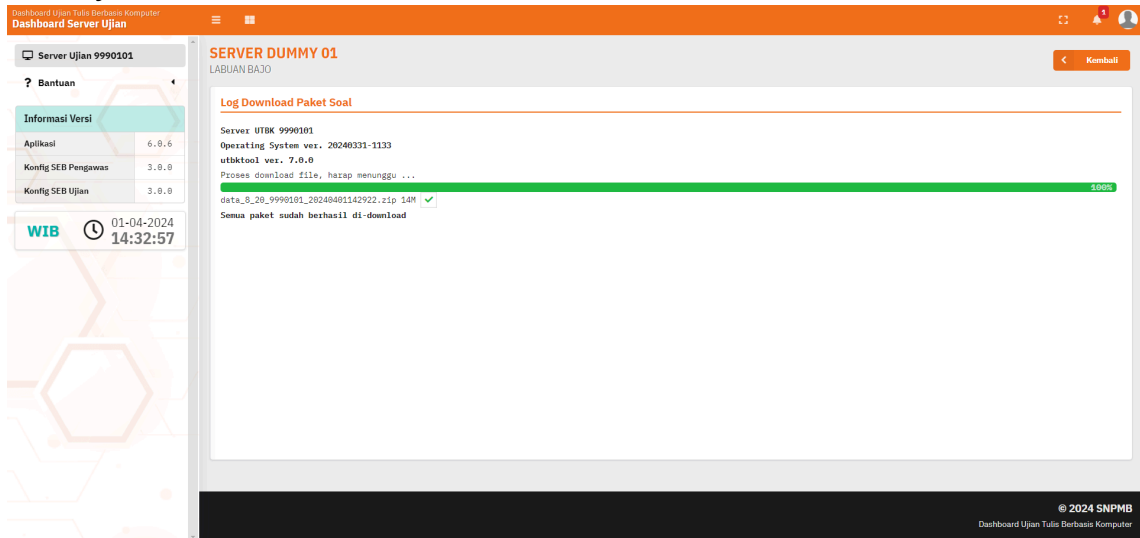 Dashboard Ujian Tulis Berbasis Komputer
Dashboard Server Ujian
1
Server Ujian 9990101
? Bantuan
Informasi Versi
Aplikasi 6.0.6
Konfig SEB Pengawas 3.0.0
Konfig SEB Ujian 3.0.0
WIB
01-04-2024
14:32:57
SERVER DUMMY 01
LABUAN BAJO
Kembali
Log Download Paket Soal
Server UTBK 9990101
Operating System ver. 20240331-1133
utbktool ver. 7.0.0
Proses download file, harap menunggu ...
100%
data_8_20_9990101_20240401142922.zip 14M
Semua paket sudah berhasil di-download
© 2024 SNPMB
Dashboard Ujian Tulis Berbasis Komputer